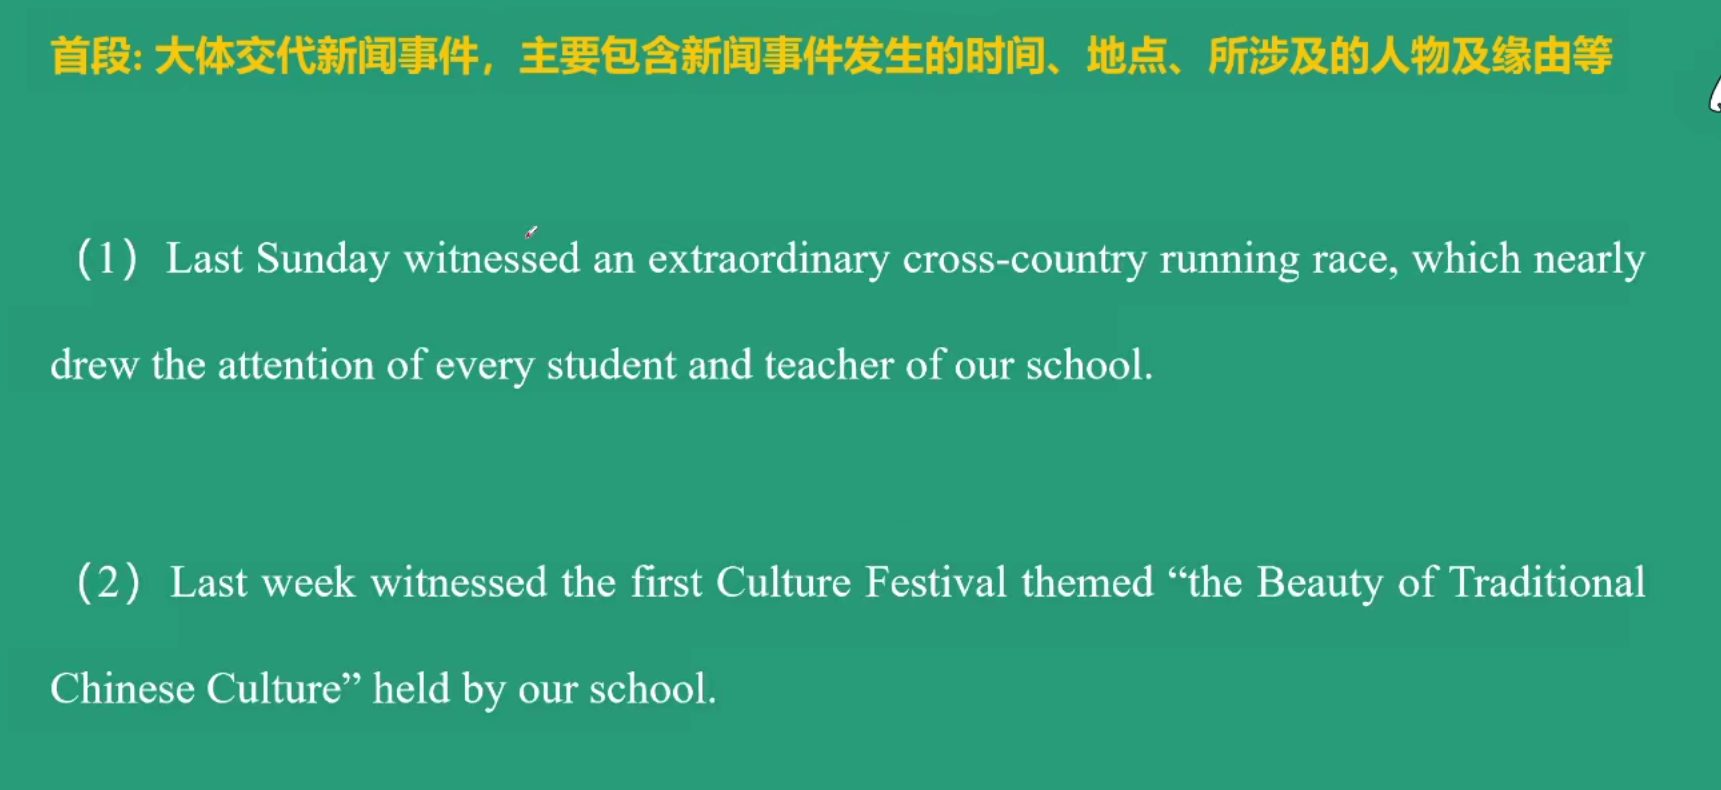 首段: 大体交代新闻事件，主要包含新闻事件发生的时间、地点、所涉及的人物及缘由等
（1）Last Sunday witnessed an extraordinary cross-country running race, which nearly
drew the attention of every student and teacher of our school.
（2）Last week witnessed the first Culture Festival themed “the Beauty of Traditional
Chinese Culture” held by our school.